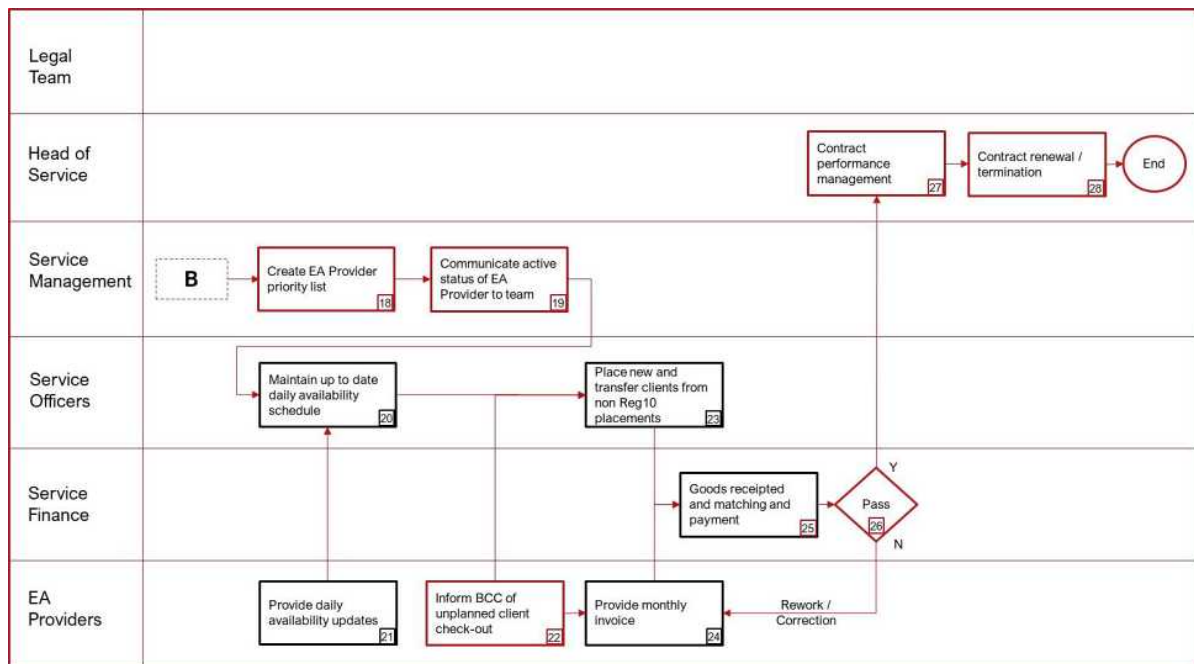 Legal
Team
Head of
Service
Contract
performance
management
27
Contract renewal /
termination
28
End
Service
Management
B
Create EA Provider
priority list
18
Communicate active
status of EA
Provider to team
19
Service
Officers
Maintain up to date
daily availability
schedule
20
Place new and
transfer clients from
non Reg10
placements
23
Service
Finance
Goods receipted
and matching and
payment
25
Y
Pass
26
N
EA
Providers
Provide daily
availability updates
21
Inform BCC of
unplanned client
check-out
22
Provide monthly
invoice
24
Rework /
Correction